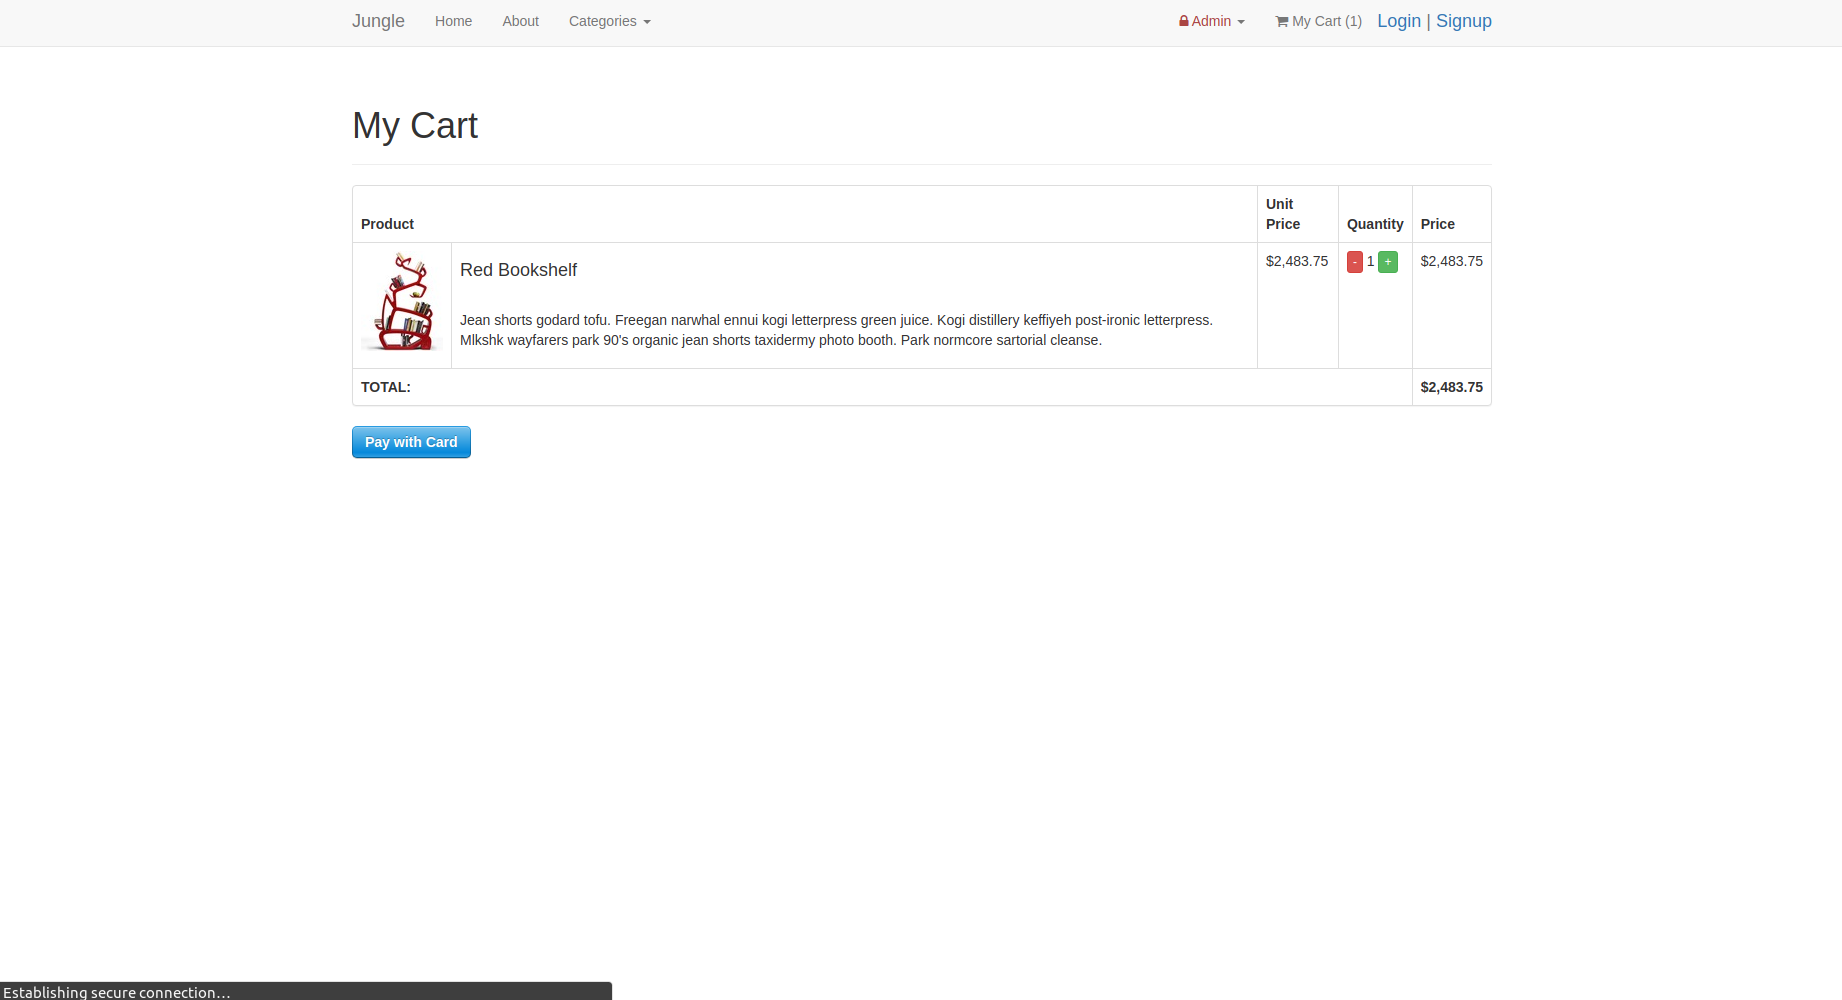 Jungle Home About Categories Admin My Cart (1) Login | Signup
My Cart
Product Unit Price Quantity Price
Red Bookshelf $2,483.75 - 1 + $2,483.75
Jean shorts godard tofu. Freegan narwhal ennui kogi letterpress green juice. Kogi distillery keffiyeh post-ironic letterpress.
Mlkshk wayfarers park 90's organic jean shorts taxidermy photo booth. Park normcore sartorial cleanse.
TOTAL: $2,483.75
Pay with Card
Establishing secure connection...